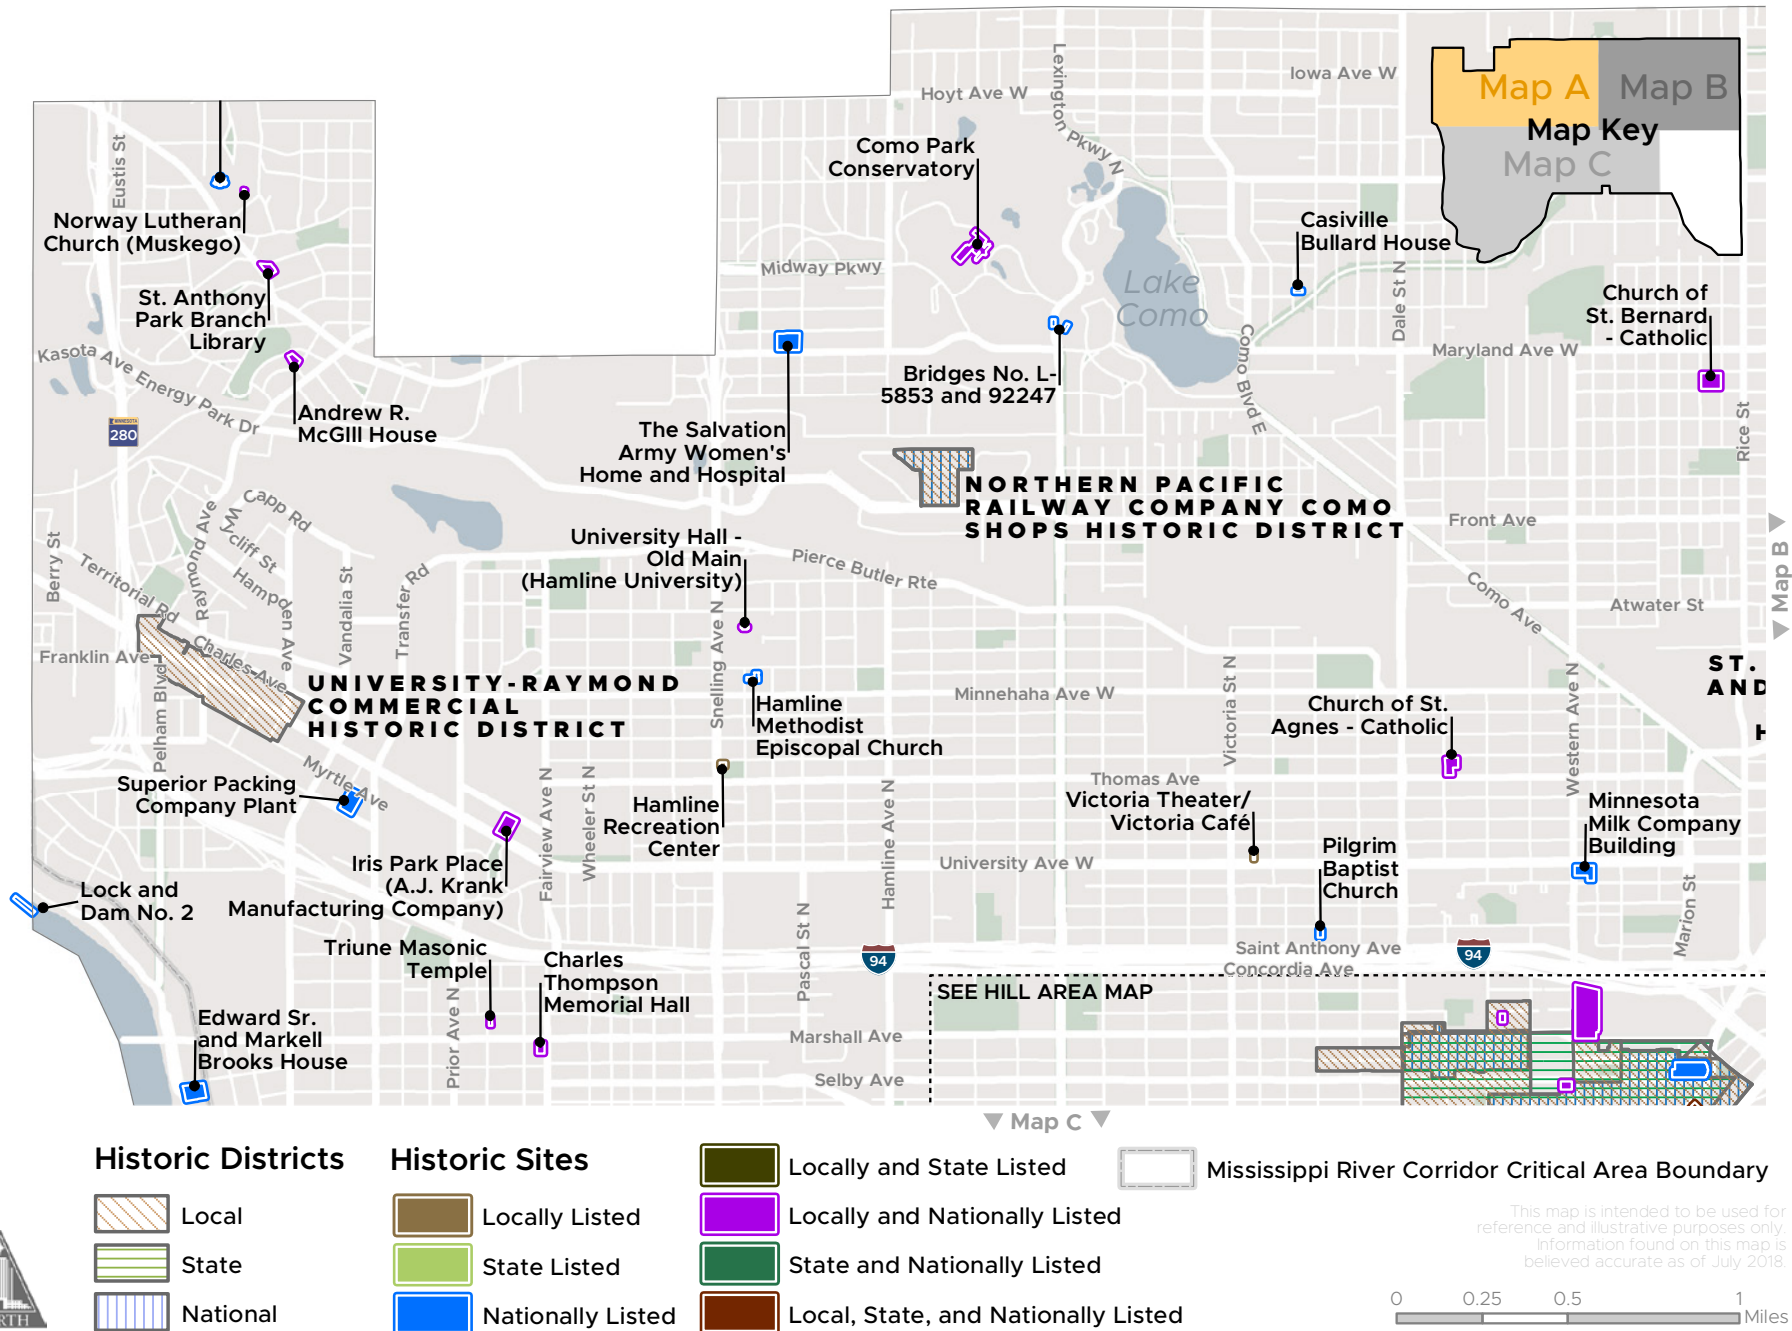 Iowa Ave W
Hoyt Ave W
Lexington Pkwy N
Map A
Map B
Map Key
Map C
Eustis St
Como Park
Conservatory
Norway Lutheran
Church (Muskego)
Casiville
Bullard House
Midway Pkwy
Lake
Como
Dale St N
St. Anthony
Park Branch
Library
Church of
St. Bernard
- Catholic
Kasota Ave
Energy Park Dr
Como Blvd E
Maryland Ave W
Bridges No. L-
5853 and 92247
Andrew R.
McGIll House
MINNESOTA
280
The Salvation
Army Women's
Home and Hospital
Rice St
NORTHERN PACIFIC
RAILWAY COMPANY COMO
SHOPS HISTORIC DISTRICT
Capp Rd
Wycliff St
Raymond Ave
Front Ave
Map B
University Hall -
Old Main
(Hamline University)
Pierce Butler Rte
Berry St
Territorial Rd
Hampden Ave
Vandalia St
Transfer Rd
Como Ave
Atwater St
Franklin Ave
Charles Ave
Pelham Blvd
Snelling Ave N
UNIVERSITY-RAYMOND
COMMERCIAL
HISTORIC DISTRICT
Minnehaha Ave W
Victoria St N
Western Ave N
ST.
AND
H
Hamline
Methodist
Episcopal Church
Church of St.
Agnes - Catholic
Myrtle Ave
Superior Packing
Company Plant
Fairview Ave N
Wheeler St N
Hamline
Recreation
Center
Hamline Ave N
Thomas Ave
Victoria Theater/
Victoria Café
Minnesota
Milk Company
Building
Pilgrim
Baptist
Church
University Ave W
Iris Park Place
(A.J. Krank
Manufacturing Company)
Lock and
Dam No. 2
Marion St
Pascal St N
Triune Masonic
Temple
Charles
Thompson
Memorial Hall
94
Saint Anthony Ave
94
Concordia Ave
SEE HILL AREA MAP
Prior Ave N
Edward Sr.
and Markell
Brooks House
Marshall Ave
Selby Ave
Map C
Historic Districts
Local
State
National
Historic Sites
Locally Listed
State Listed
Nationally Listed
Locally and State Listed
Locally and Nationally Listed
State and Nationally Listed
Local, State, and Nationally Listed
Mississippi River Corridor Critical Area Boundary
This map is intended to be used for
reference and illustrative purposes only.
Information found on this map is
believed accurate as of July 2018.
0 0.25 0.5 1
Miles
RTH